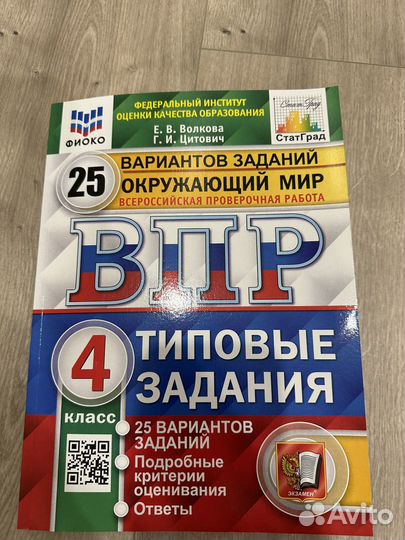 ФЕДЕРАЛЬНЫЙ ИНСТИТУТ
ОЦЕНКИ КАЧЕСТВА ОБРАЗОВАНИЯ
ФИОКО
Е. В. Волкова
Г. И. Цитович
СтатГрад
СтатГрад
25
ВАРИАНТОВ ЗАДАНИЙ
ОКРУЖАЮЩИЙ МИР
ВСЕРОССИЙСКАЯ ПРОВЕРОЧНАЯ РАБОТА
ВПР
4
класс
ТИПОВЫЕ
ЗАДАНИЯ
25 ВАРИАНТОВ
ЗАДАНИЙ
Подробные
критерии
оценивания
Ответы
ЭКЗАМЕН
Avito